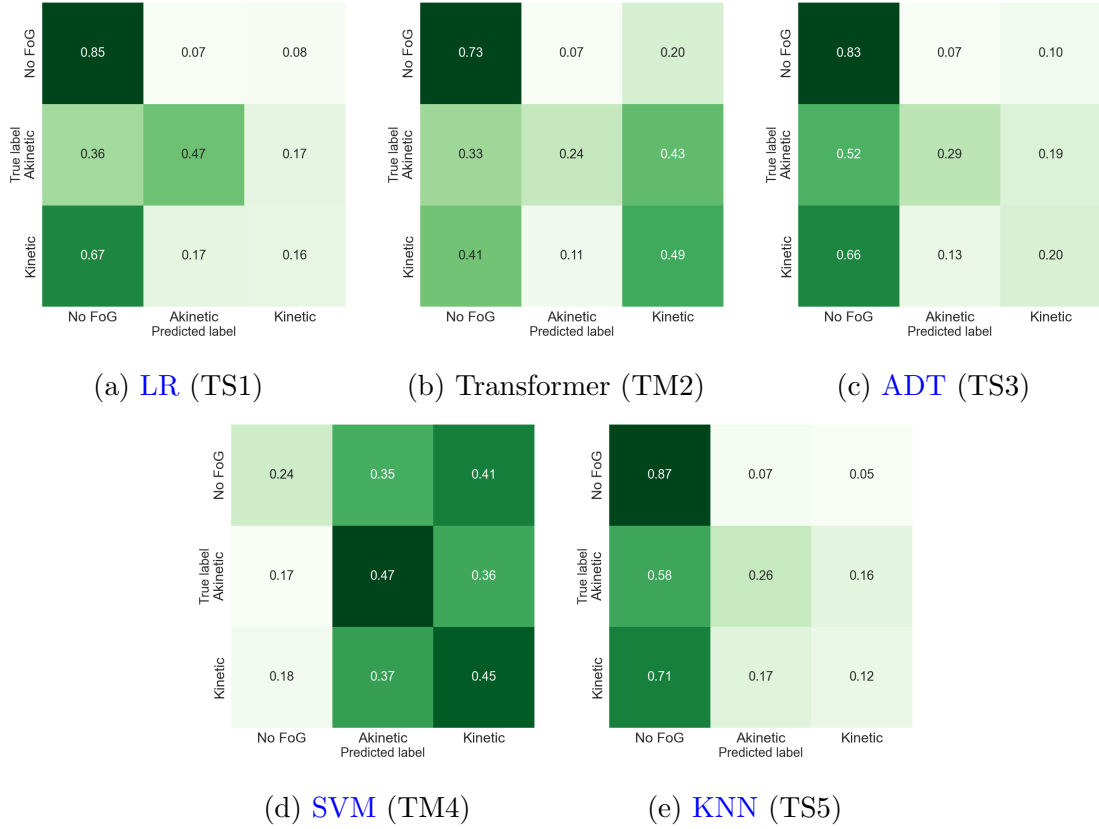 No FoG
0.85 0.07 0.08
True label
Akinetic
0.36 0.47 0.17
Kinetic
0.67 0.17 0.16
No FoG Akinetic Kinetic
Predicted label
(a) LR (TS1)
No FoG
0.73 0.07 0.20
True label
Akinetic
0.33 0.24 0.43
Kinetic
0.41 0.11 0.49
No FoG Akinetic Kinetic
Predicted label
(b) Transformer (TM2)
No FoG
0.83 0.07 0.10
True label
Akinetic
0.52 0.29 0.19
Kinetic
0.66 0.13 0.20
No FoG Akinetic Kinetic
Predicted label
(c) ADT (TS3)
No FoG
0.24 0.35 0.41
True label
Akinetic
0.17 0.47 0.36
Kinetic
0.18 0.37 0.45
No FoG Akinetic Kinetic
Predicted label
(d) SVM (TM4)
No FoG
0.87 0.07 0.05
True label
Akinetic
0.58 0.26 0.16
Kinetic
0.71 0.17 0.12
No FoG Akinetic Kinetic
Predicted label
(e) KNN (TS5)